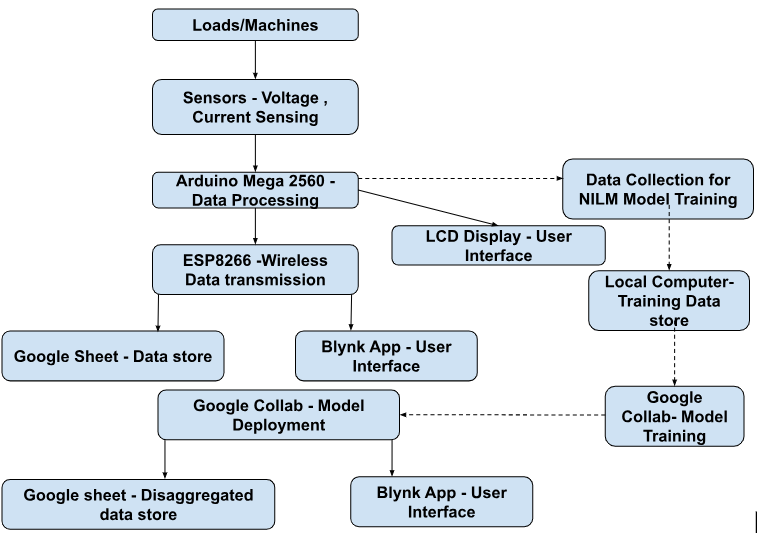 Loads/Machines
Sensors - Voltage ,
Current Sensing
Arduino Mega 2560 -
Data Processing
Data Collection for
NILM Model Training
LCD Display - User
Interface
ESP8266 -Wireless
Data transmission
Local Computer-
Training Data
store
Google Sheet - Data store
Blynk App - User
Interface
Google
Collab- Model
Training
Google Collab - Model
Deployment
Google sheet - Disaggregated
data store
Blynk App - User
Interface